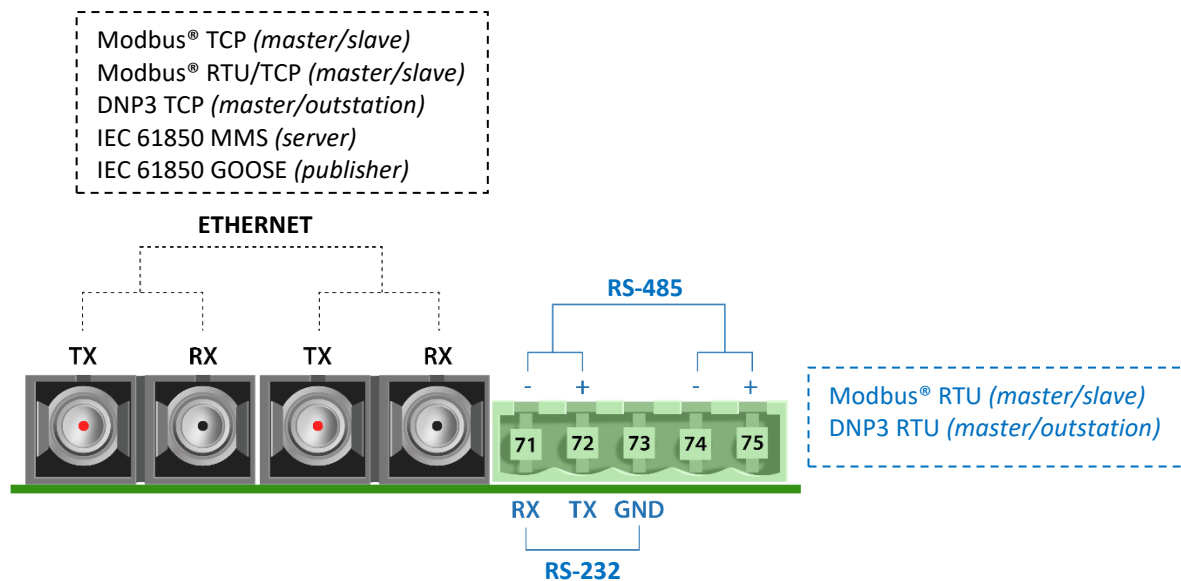 Modbus® TCP (master/slave)
Modbus® RTU/TCP (master/slave)
DNP3 TCP (master/outstation)
IEC 61850 MMS (server)
IEC 61850 GOOSE (publisher)
ETHERNET
RS-485
TX RX TX RX
- + - +
Modbus® RTU (master/slave)
DNP3 RTU (master/outstation)
71 72 73 74 75
RX TX GND
RS-232